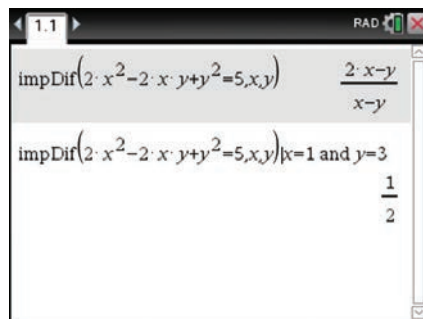 1.1 RAD
impDif(2·x²−2·x·y+y²=5,x,y) (2·x−y)/(x−y)
impDif(2·x²−2·x·y+y²=5,x,y)|x=1 and y=3
1/2